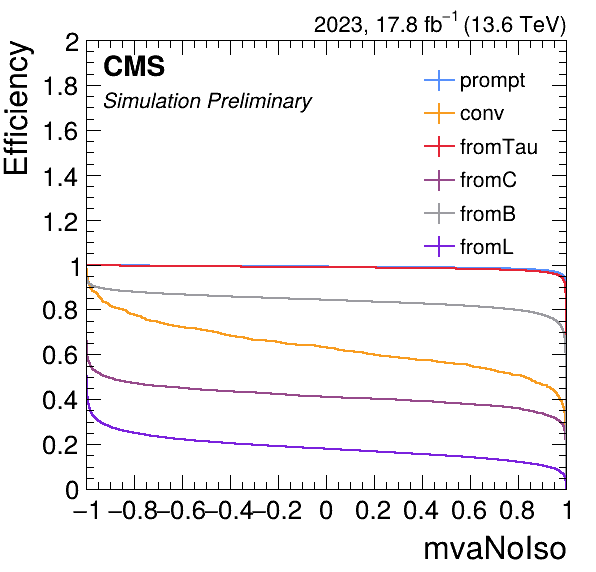 2023, 17.8 fb⁻¹ (13.6 TeV)
Efficiency
2
1.8
1.6
1.4
1.2
1
0.8
0.6
0.4
0.2
0
CMS
Simulation Preliminary
prompt
conv
fromTau
fromC
fromB
fromL
−1 −0.8 −0.6 −0.4 −0.2 0 0.2 0.4 0.6 0.8 1
mvaNoIso